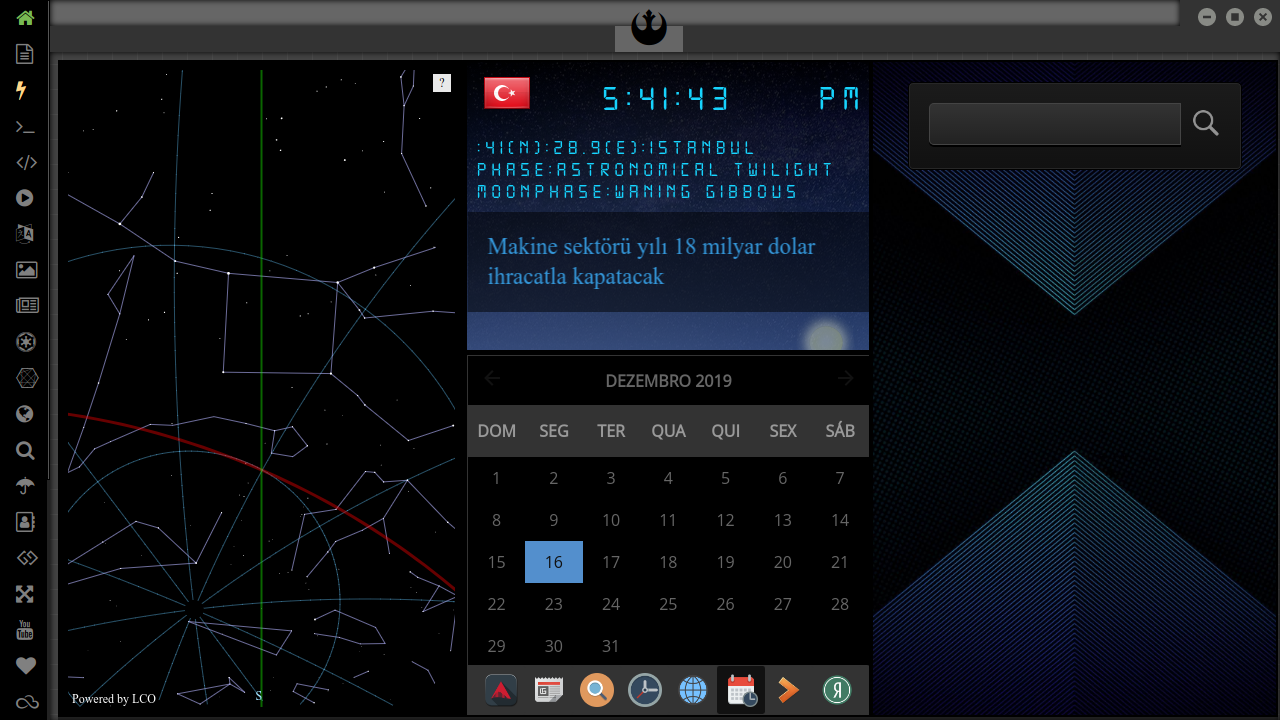 ?
Powered by LCO
S
5:41:43 PM
:41(N):28.9(E):ISTANBUL
PHASE:ASTRONOMICAL TWILIGHT
MOONPHASE:WANING GIBBOUS
Makine sektörü yılı 18 milyar dolar
ihracatla kapatacak
DEZEMBRO 2019
DOM SEG TER QUA QUI SEX SÁB
1 2 3 4 5 6 7
8 9 10 11 12 13 14
15 16 17 18 19 20 21
22 23 24 25 26 27 28
29 30 31
You
Tube